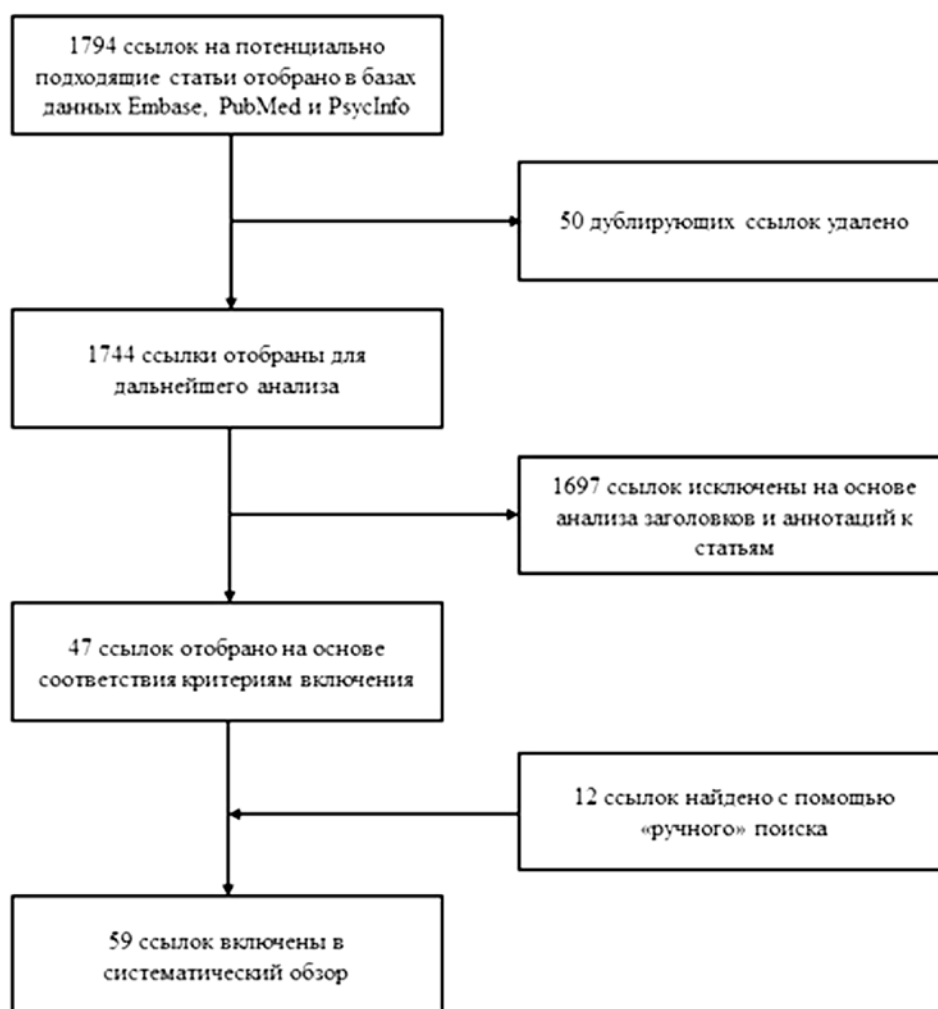 1794 ссылок на потенциально
подходящие статьи отобрано в базах
данных Embase, PubMed и PsycInfo
50 дублирующих ссылок удалено
1744 ссылки отобраны для
дальнейшего анализа
1697 ссылок исключены на основе
анализа заголовков и аннотаций к
статьям
47 ссылок отобрано на основе
соответствия критериям включения
12 ссылок найдено с помощью
«ручного» поиска
59 ссылок включены в
систематический обзор